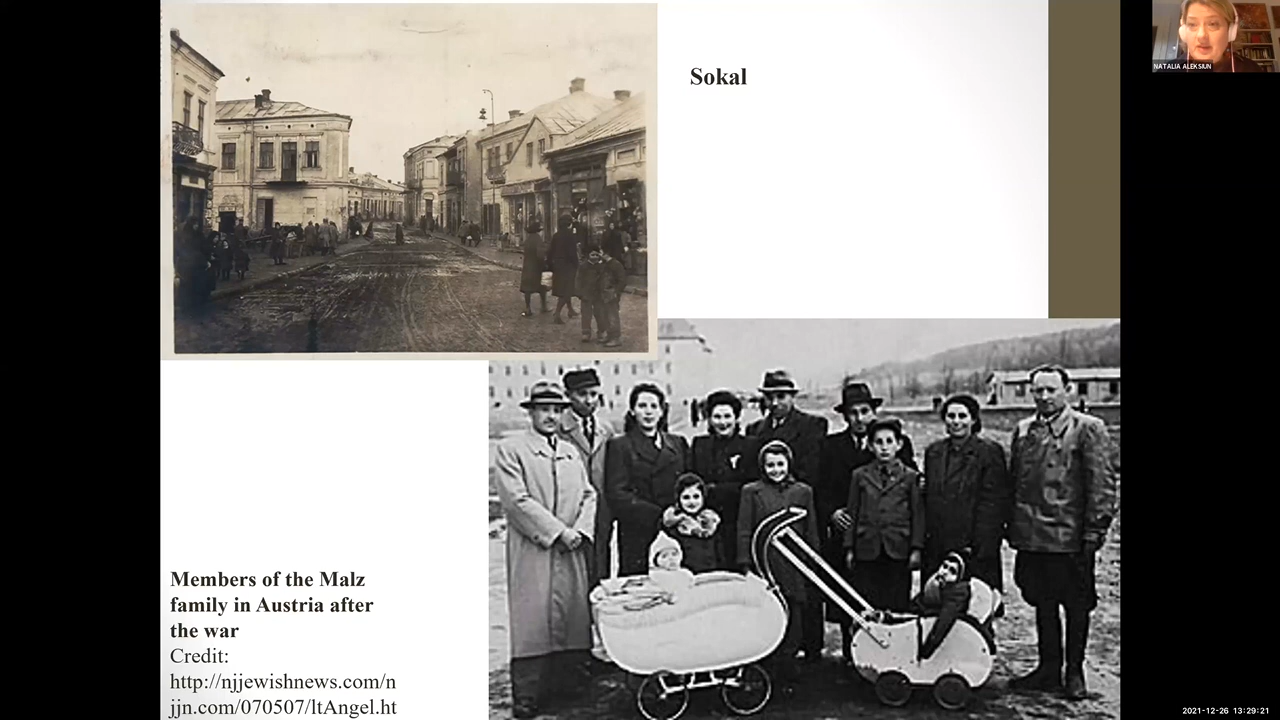 NATALIA ALEKSIUN
Sokal
Members of the Malz
family in Austria after
the war
Credit:
http://njjewishnews.com/n
jjn.com/070507/ltAngel.ht
2021-12-26 13:29:21